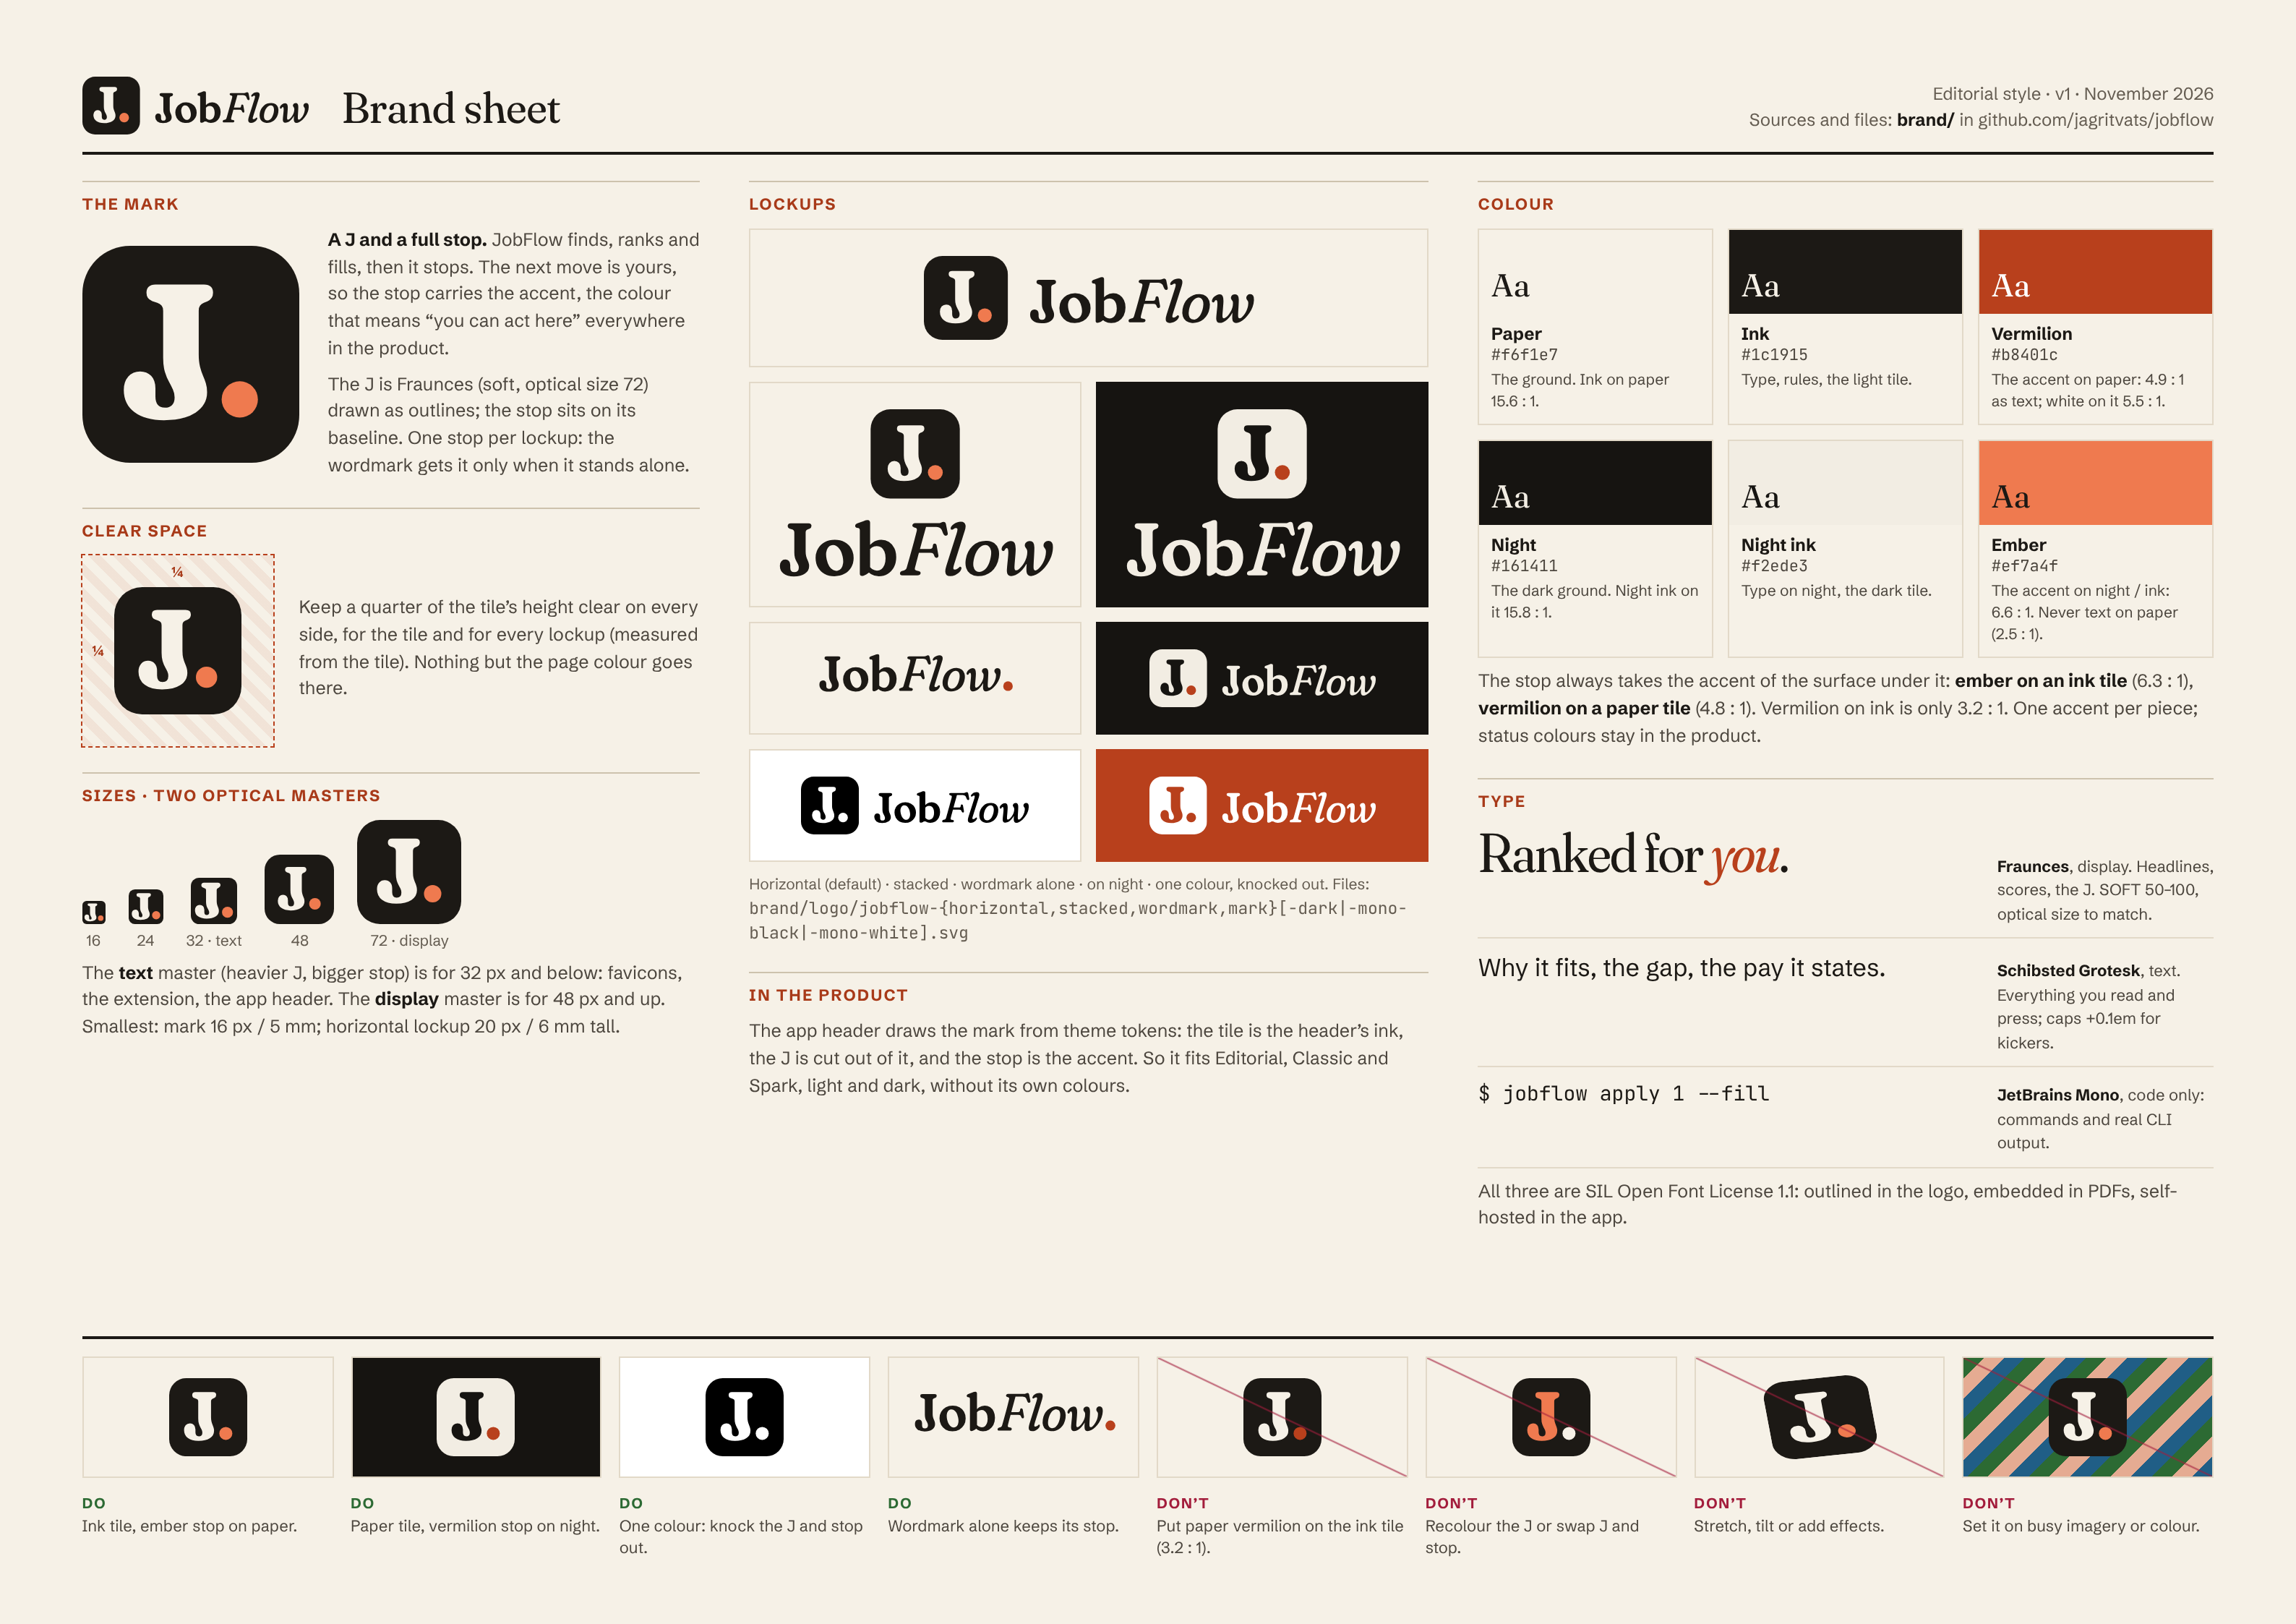 J. JobFlow Brand sheet
Editorial style · v1 · November 2026
Sources and files: brand/ in github.com/jagritvats/jobflow
THE MARK
J.
A J and a full stop. JobFlow finds, ranks and
fills, then it stops. The next move is yours,
so the stop carries the accent, the colour
that means “you can act here” everywhere
in the product.
The J is Fraunces (soft, optical size 72)
drawn as outlines; the stop sits on its
baseline. One stop per lockup: the
wordmark gets it only when it stands alone.
CLEAR SPACE
¼
¼
J.
Keep a quarter of the tile’s height clear on every
side, for the tile and for every lockup (measured
from the tile). Nothing but the page colour goes
there.
SIZES · TWO OPTICAL MASTERS
J. J. J. J. J.
16 24 32 · text 48 72 · display
The text master (heavier J, bigger stop) is for 32 px and below: favicons,
the extension, the app header. The display master is for 48 px and up.
Smallest: mark 16 px / 5 mm; horizontal lockup 20 px / 6 mm tall.
LOCKUPS
J. JobFlow
J. J.
JobFlow JobFlow
JobFlow. J. JobFlow
J. JobFlow J. JobFlow
Horizontal (default) · stacked · wordmark alone · on night · one colour, knocked out. Files:
brand/logo/jobflow-{horizontal,stacked,wordmark,mark}[-dark|-mono-
black|-mono-white].svg
IN THE PRODUCT
The app header draws the mark from theme tokens: the tile is the header’s ink,
the J is cut out of it, and the stop is the accent. So it fits Editorial, Classic and
Spark, light and dark, without its own colours.
COLOUR
Aa
Paper
#f6f1e7
The ground. Ink on paper
15.6 : 1.
Aa
Ink
#1c1915
Type, rules, the light tile.
Aa
Vermilion
#b8401c
The accent on paper: 4.9 : 1
as text; white on it 5.5 : 1.
Aa
Night
#161411
The dark ground. Night ink on
it 15.8 : 1.
Aa
Night ink
#f2ede3
Type on night, the dark tile.
Aa
Ember
#ef7a4f
The accent on night / ink:
6.6 : 1. Never text on paper
(2.5 : 1).
The stop always takes the accent of the surface under it: ember on an ink tile (6.3 : 1),
vermilion on a paper tile (4.8 : 1). Vermilion on ink is only 3.2 : 1. One accent per piece;
status colours stay in the product.
TYPE
Ranked for you.
Fraunces, display. Headlines,
scores, the J. SOFT 50–100,
optical size to match.
Why it fits, the gap, the pay it states.
Schibsted Grotesk, text.
Everything you read and
press; caps +0.1em for
kickers.
$ jobflow apply 1 --fill
JetBrains Mono, code only:
commands and real CLI
output.
All three are SIL Open Font License 1.1: outlined in the logo, embedded in PDFs, self-
hosted in the app.
J.
DO
Ink tile, ember stop on paper.
J.
DO
Paper tile, vermilion stop on night.
J.
DO
One colour: knock the J and stop
out.
JobFlow.
DO
Wordmark alone keeps its stop.
J.
DON’T
Put paper vermilion on the ink tile
(3.2 : 1).
J.
DON’T
Recolour the J or swap J and
stop.
J.
DON’T
Stretch, tilt or add effects.
J.
DON’T
Set it on busy imagery or colour.